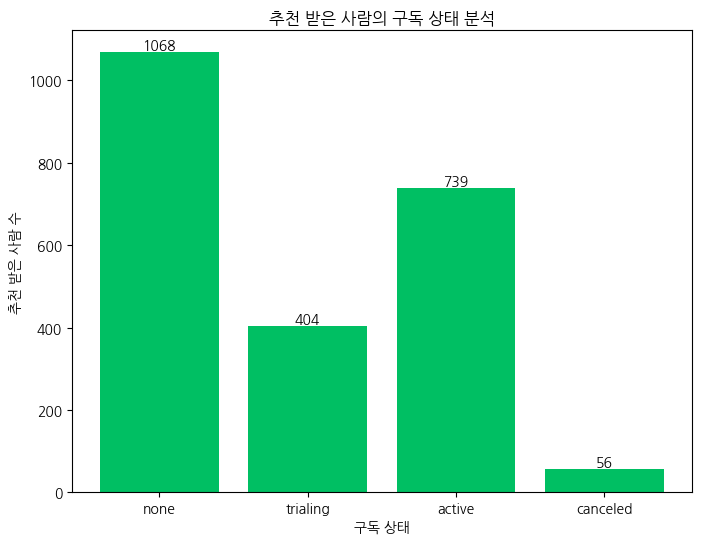 추천 받은 사람의 구독 상태 분석
추천 받은 사람 수
1000
800
600
400
200
0
1068
404
739
56
none
trialing
active
canceled
구독 상태